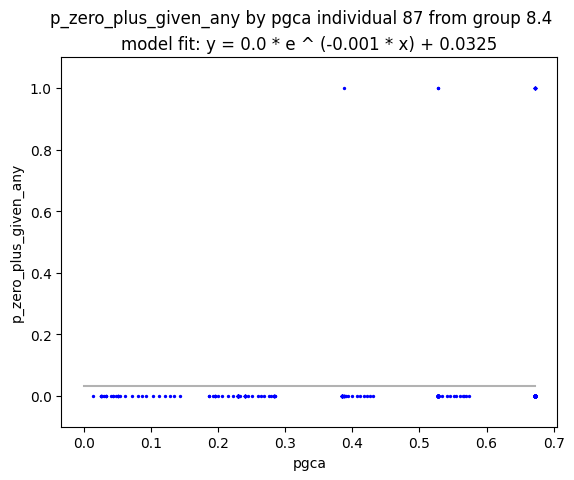 p_zero_plus_given_any by pgca individual 87 from group 8.4
model fit: y = 0.0 * e ^ (-0.001 * x) + 0.0325
1.0
0.8
0.6
0.4
0.2
0.0
p_zero_plus_given_any
0.0 0.1 0.2 0.3 0.4 0.5 0.6 0.7
pgca